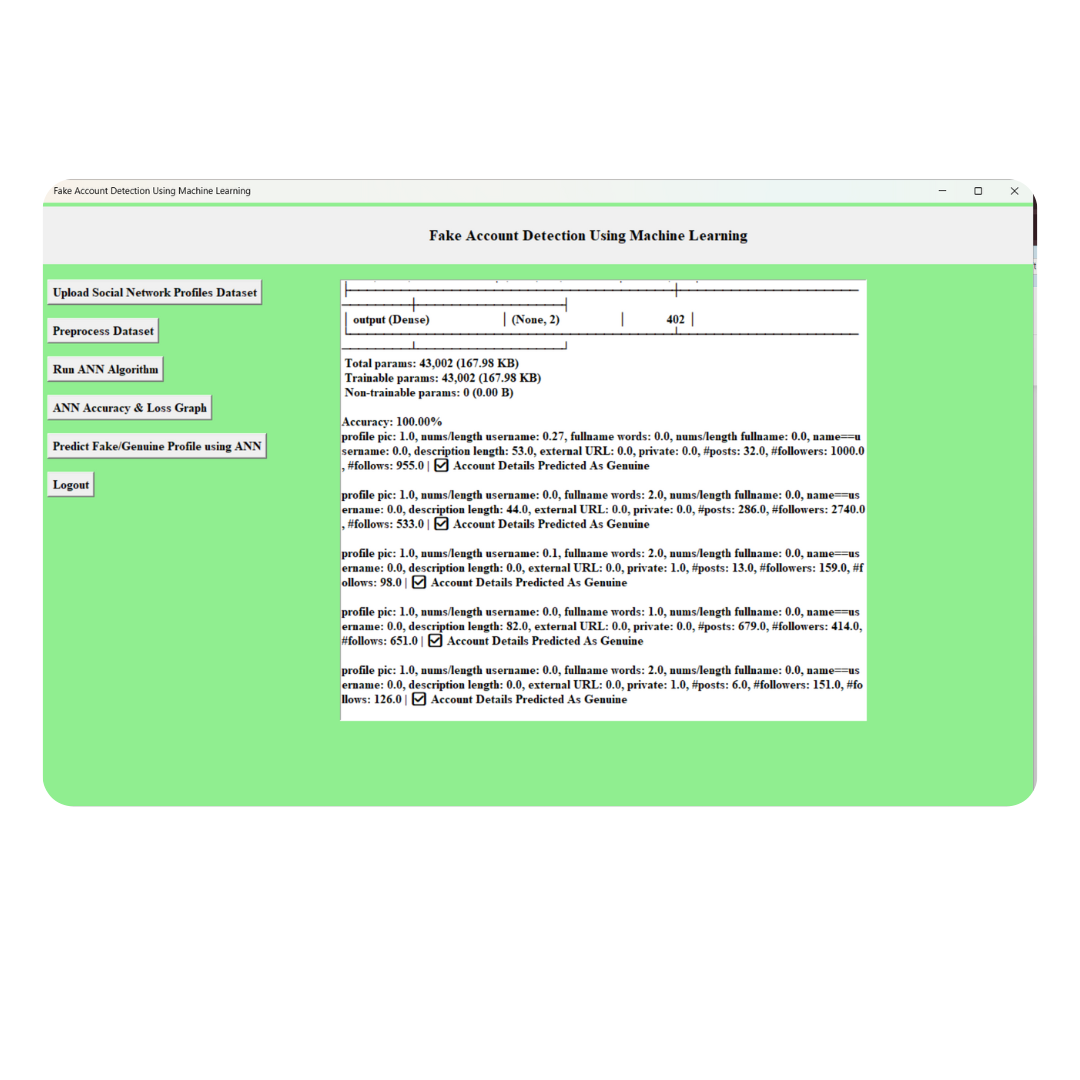 Fake Account Detection Using Machine Learning
Fake Account Detection Using Machine Learning
Upload Social Network Profiles Dataset
Preprocess Dataset
Run ANN Algorithm
ANN Accuracy & Loss Graph
Predict Fake/Genuine Profile using ANN
Logout
output (Dense) | (None, 2) | 402 |
Total params: 43,002 (167.98 KB)
Trainable params: 43,002 (167.98 KB)
Non-trainable params: 0 (0.00 B)
Accuracy: 100.00%
profile pic: 1.0, nums/length username: 0.27, fullname words: 0.0, nums/length fullname: 0.0, name==u
sername: 0.0, description length: 53.0, external URL: 0.0, private: 0.0, #posts: 32.0, #followers: 1000.0
, #follows: 955.0 | ☑ Account Details Predicted As Genuine
profile pic: 1.0, nums/length username: 0.0, fullname words: 2.0, nums/length fullname: 0.0, name==us
ername: 0.0, description length: 44.0, external URL: 0.0, private: 0.0, #posts: 286.0, #followers: 2740.0
, #follows: 533.0 | ☑ Account Details Predicted As Genuine
profile pic: 1.0, nums/length username: 0.1, fullname words: 2.0, nums/length fullname: 0.0, name==us
ername: 0.0, description length: 0.0, external URL: 0.0, private: 1.0, #posts: 13.0, #followers: 159.0, #f
ollows: 98.0 | ☑ Account Details Predicted As Genuine
profile pic: 1.0, nums/length username: 0.0, fullname words: 1.0, nums/length fullname: 0.0, name==us
ername: 0.0, description length: 82.0, external URL: 0.0, private: 0.0, #posts: 679.0, #followers: 414.0,
#follows: 651.0 | ☑ Account Details Predicted As Genuine
profile pic: 1.0, nums/length username: 0.0, fullname words: 2.0, nums/length fullname: 0.0, name==us
ername: 0.0, description length: 0.0, external URL: 0.0, private: 1.0, #posts: 6.0, #followers: 151.0, #fo
llows: 126.0 | ☑ Account Details Predicted As Genuine